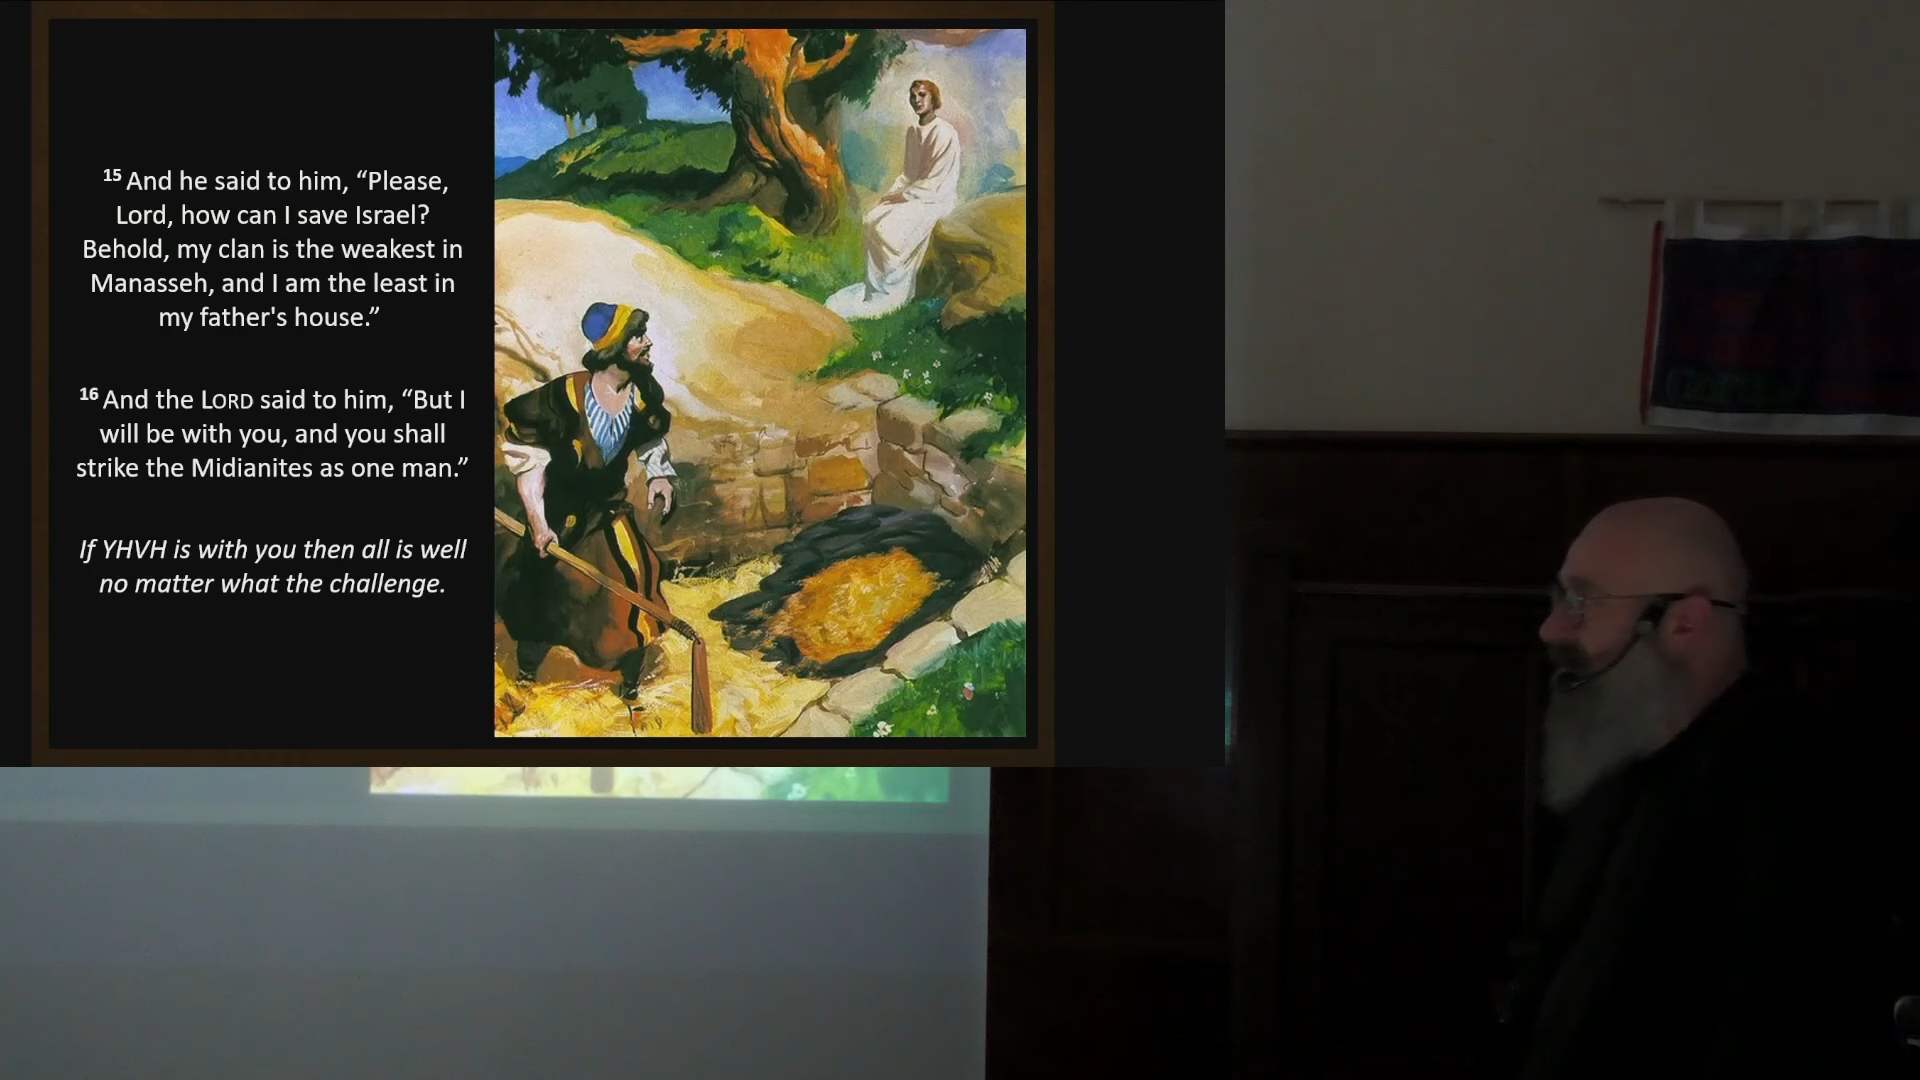 15 And he said to him, “Please,
Lord, how can I save Israel?
Behold, my clan is the weakest in
Manasseh, and I am the least in
my father's house.”
16 And the LORD said to him, “But I
will be with you, and you shall
strike the Midianites as one man.”
If YHVH is with you then all is well
no matter what the challenge.